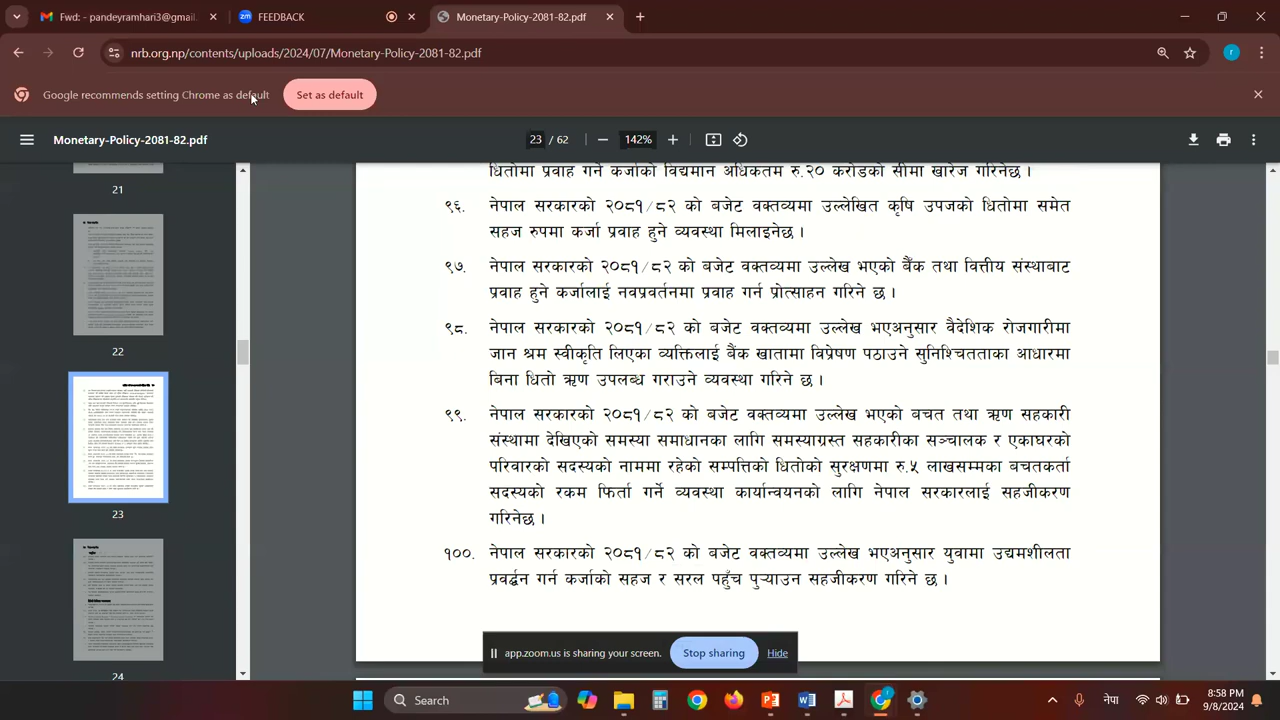 Fwd: - pandeyramhari3@gmail.
FEEDBACK
Monetary-Policy-2081-82.pdf
nrb.org.np/contents/uploads/2024/07/Monetary-Policy-2081-82.pdf
Google recommends setting Chrome as default
Set as default
Monetary-Policy-2081-82.pdf
23 / 62
142%
21
22
23
24
धितोमा प्रवाह गर्ने कर्जाको विद्यमान अधिकतम रु.२० करोडको सीमा खारेज गरिनेछ ।
९६. नेपाल सरकारको २०८१/८२ को बजेट वक्तव्यमा उल्लेखित कृषि उपजको धितोमा समेत
सहज रुपमा कर्जा प्रवाह हुने व्यवस्था मिलाइनेछ ।
९७. नेपाल सरकारको २०८१/८२ को बजेट वक्तव्यमा उल्लेख भएको बैंक तथा वित्तीय संस्थाबाट
प्रवाह हुने कर्जालाई नवप्रवर्तनमा प्रवाह गर्न प्रोत्साहन गरिने छ ।
९८. नेपाल सरकारको २०८१/८२ को बजेट वक्तव्यमा उल्लेख भएअनुसार वैदेशिक रोजगारीमा
जान श्रम स्वीकृति लिएका व्यक्तिलाई बैंक खातामा विप्रेषण पठाउने सुनिश्चितताका आधारमा
बिना धितो ऋण उपलब्ध गराउने व्यवस्था गरिने छ ।
९९. नेपाल सरकारको २०८१/८२ को बजेट वक्तव्यमा उल्लेख भएको बचत तथा ऋण सहकारी
संस्थामा देखिएको समस्या समाधानका लागि समस्याग्रस्त सहकारीका सञ्चालक र एकाघरको
परिवारको सदस्यको नाममा रहेको सम्पत्तिको धितो सुरक्षणमा रु.५ लाखसम्मका बचतकर्ता
सदस्यको रकम फिर्ता गर्ने व्यवस्था कार्यान्वयनको लागि नेपाल सरकारलाई सहजीकरण
गरिनेछ ।
१००. नेपाल सरकारको २०८१/८२ को बजेट वक्तव्यमा उल्लेख भएअनुसार युवामा उद्यमशीलता
प्रवर्द्धन गर्न कर्जाको सहज र सरल पहुँच पुऱ्याउन सहजीकरण गरिने छ ।
app.zoom.us is sharing your screen.
Stop sharing
Hide
Search
नेपा
8:58 PM
9/8/2024